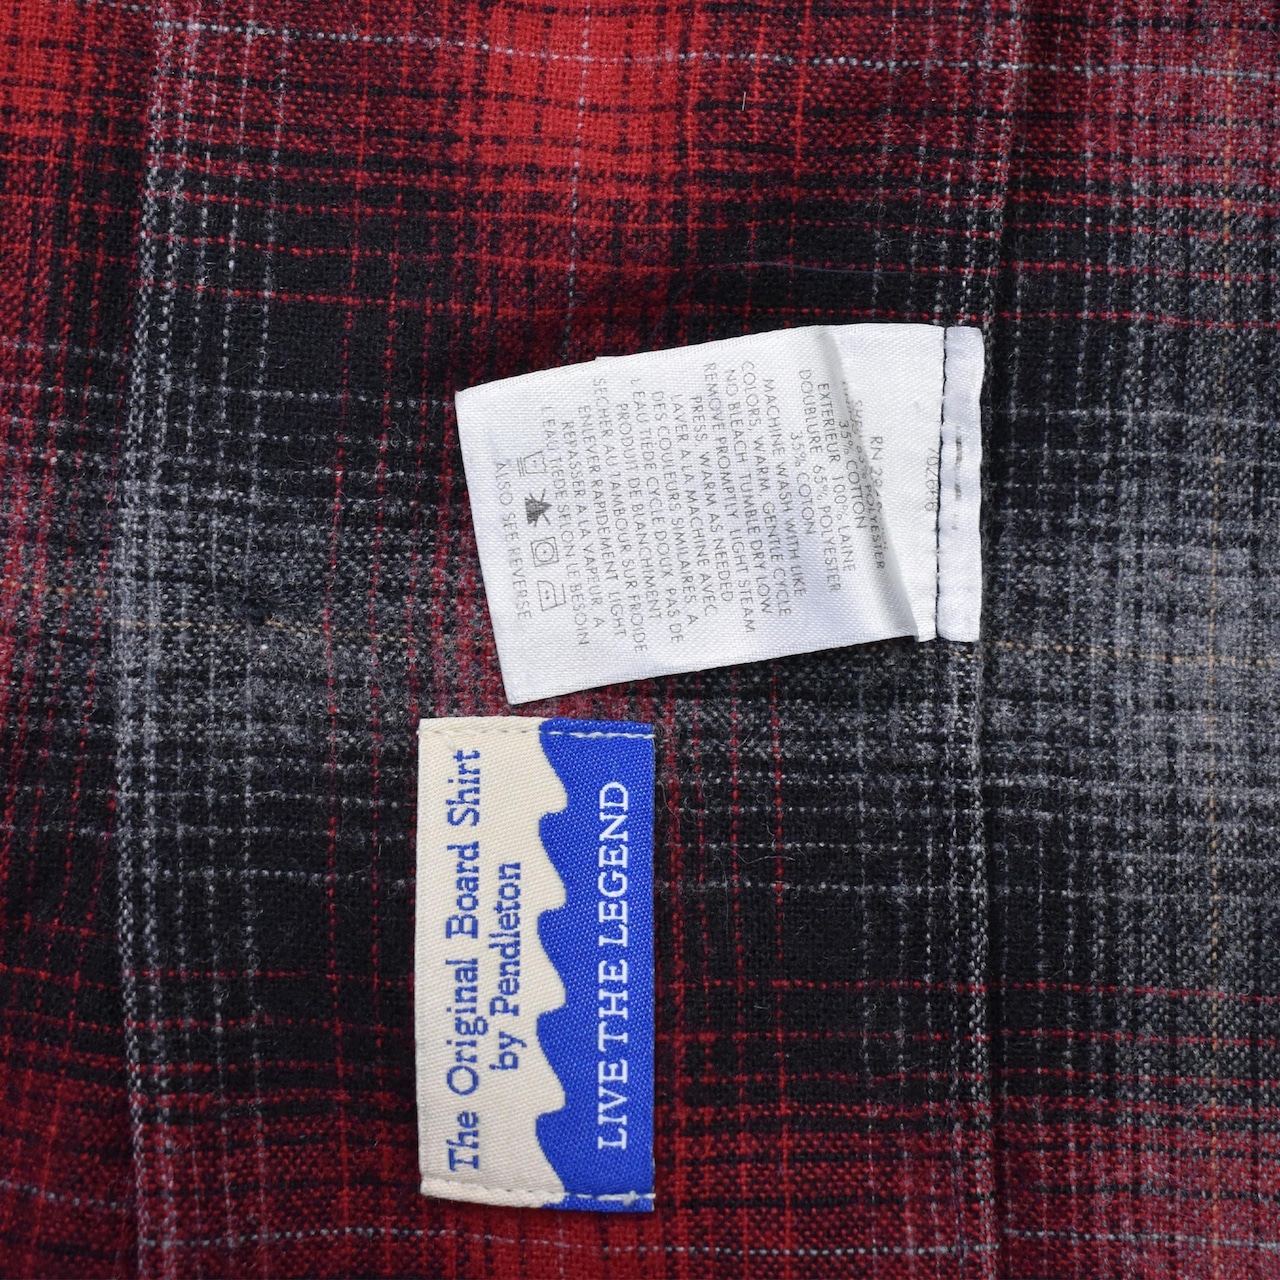 RN 29
65% POLYESTER
35% COTTON
EXTERIEUR 100% LAINE
DOUBLURE 65% POLYESTER
35% COTON
MACHINE WASH WITH LIKE
COLORS, WARM, GENTLE CYCLE
NO BLEACH. TUMBLE DRY LOW
REMOVE PROMPTLY. LIGHT STEAM
PRESS, WARM AS NEEDED
LAVER A LA MACHINE AVEC
DES COULEURS SIMILAIRES, A
L'EAU TIEDE CYCLE DOUX. PAS DE
PRODUIT DE BLANCHIMENT
SECHER AU TAMBOUR SUR FROIDE
ENLEVER RAPIDEMENT. LIGHT
REPASSER A LA VAPEUR A
L'EAU TIEDE SELON LE BESOIN
ALSO SEE REVERSE
The Original Board Shirt
by Pendleton
LIVE THE LEGEND